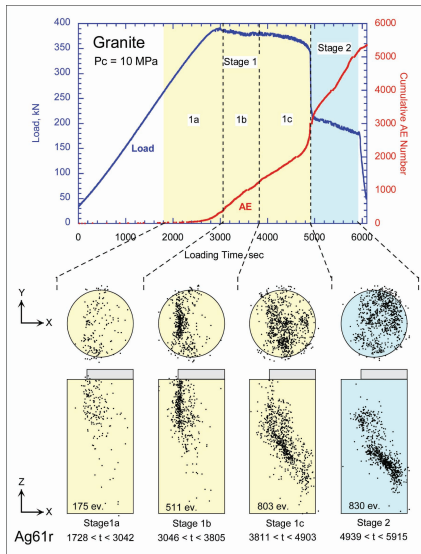 Granite
Pc = 10 MPa
Stage 1
Stage 2
1a
1b
1c
Load
AE
Load, kN
400
350
300
250
200
150
100
50
0
Cumulative AE Number
6000
5000
4000
3000
2000
1000
0
0 1000 2000 3000 4000 5000 6000
Loading Time, sec
Y
X
Z
X
175 ev.
511 ev.
803 ev.
830 ev.
Stage1a
Stage 1b
Stage 1c
Stage 2
Ag61r
1728 < t < 3042
3046 < t < 3805
3811 < t < 4903
4939 < t < 5915